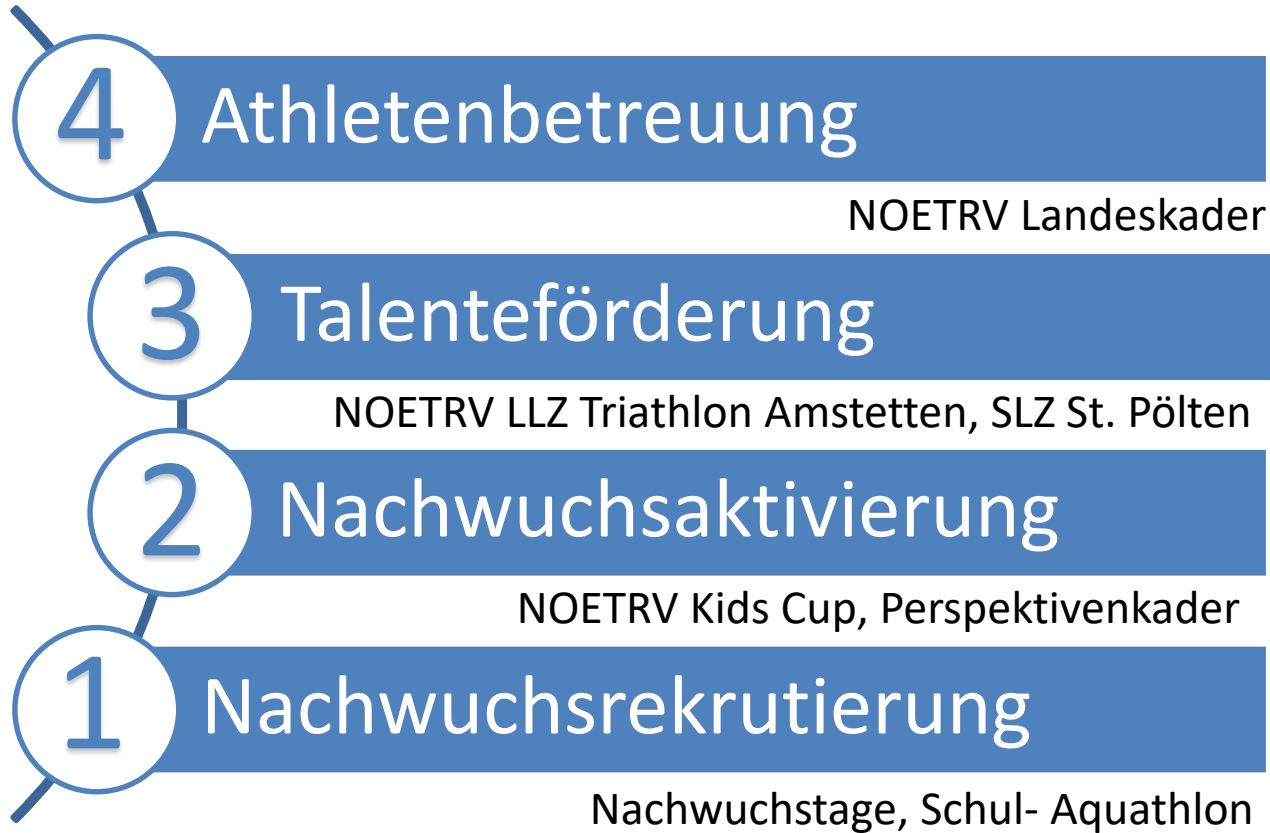 4 Athletenbetreuung
NOETRV Landeskader
3 Talenteförderung
NOETRV LLZ Triathlon Amstetten, SLZ St. Pölten
2 Nachwuchsaktivierung
NOETRV Kids Cup, Perspektivenkader
1 Nachwuchsrekrutierung
Nachwuchstage, Schul- Aquathlon